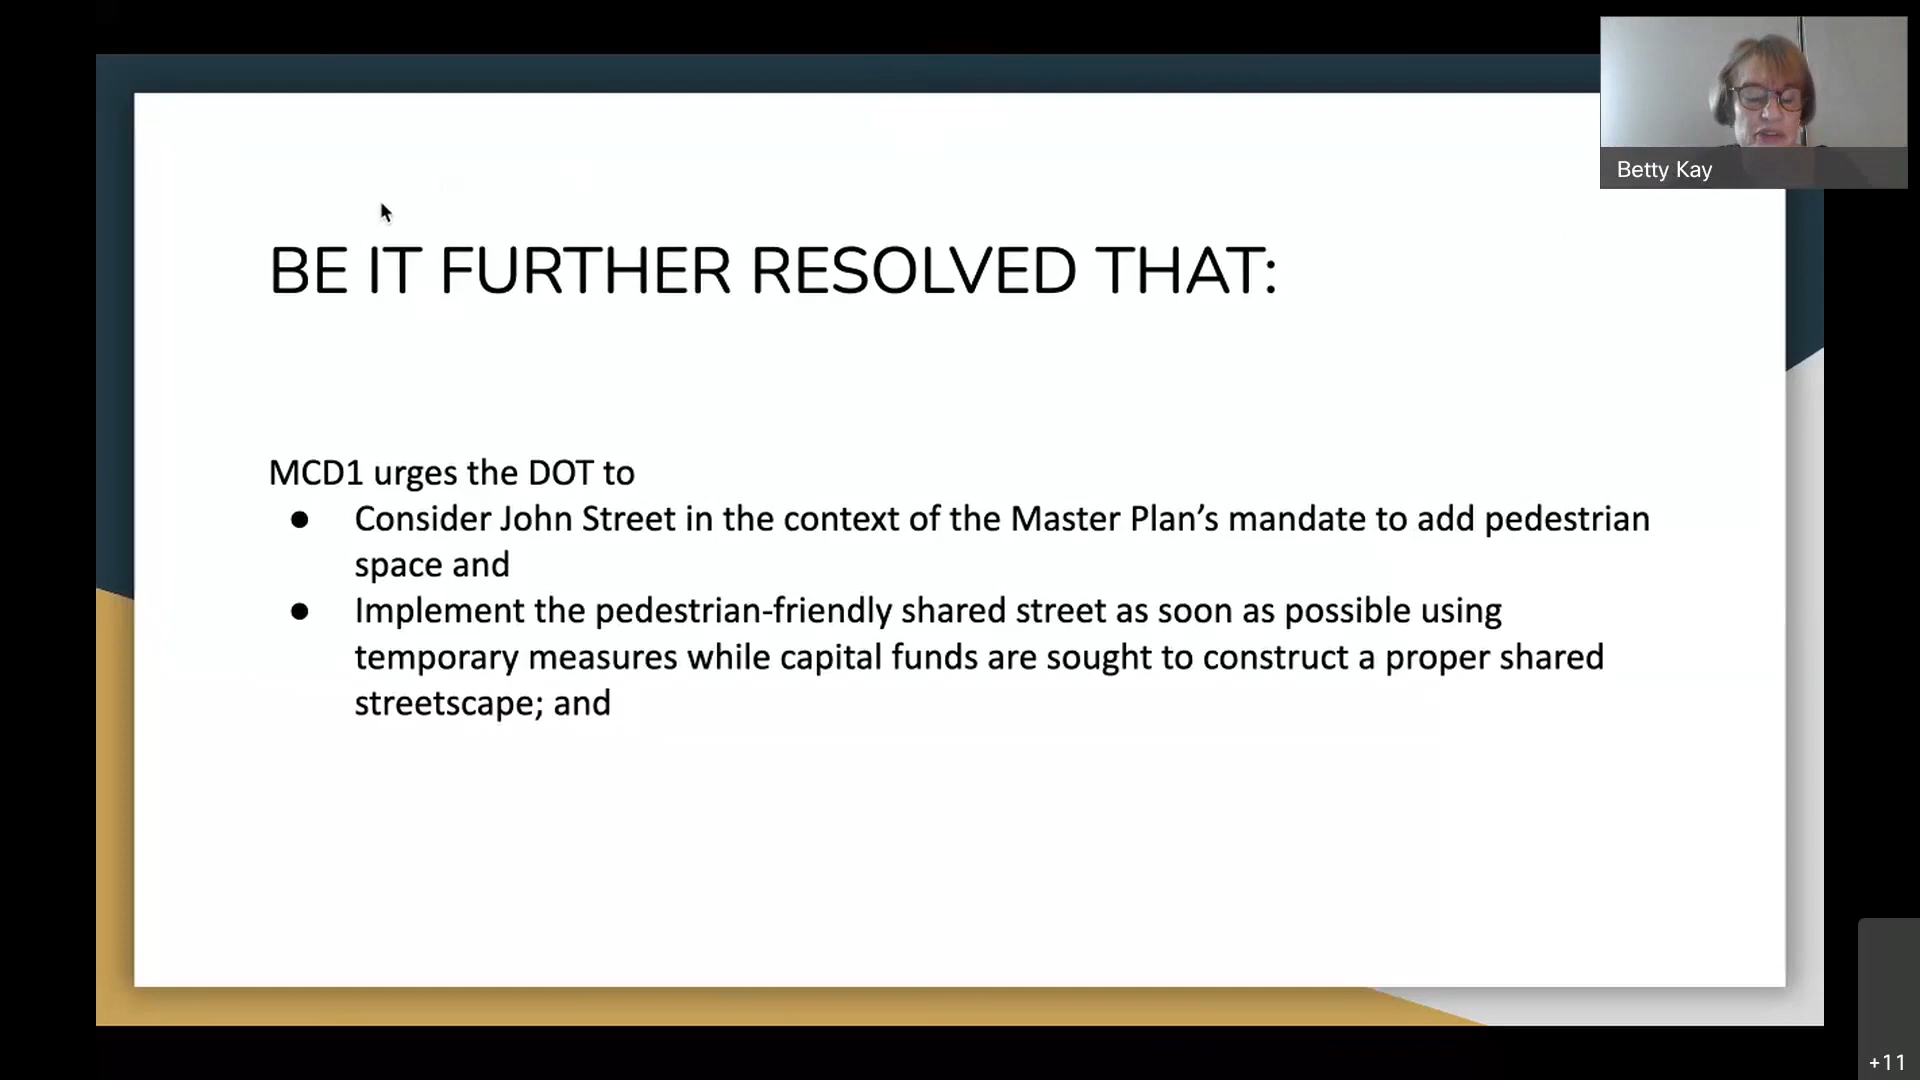 Betty Kay
BE IT FURTHER RESOLVED THAT:
MCD1 urges the DOT to
● Consider John Street in the context of the Master Plan’s mandate to add pedestrian
space and
● Implement the pedestrian-friendly shared street as soon as possible using
temporary measures while capital funds are sought to construct a proper shared
streetscape; and
+11